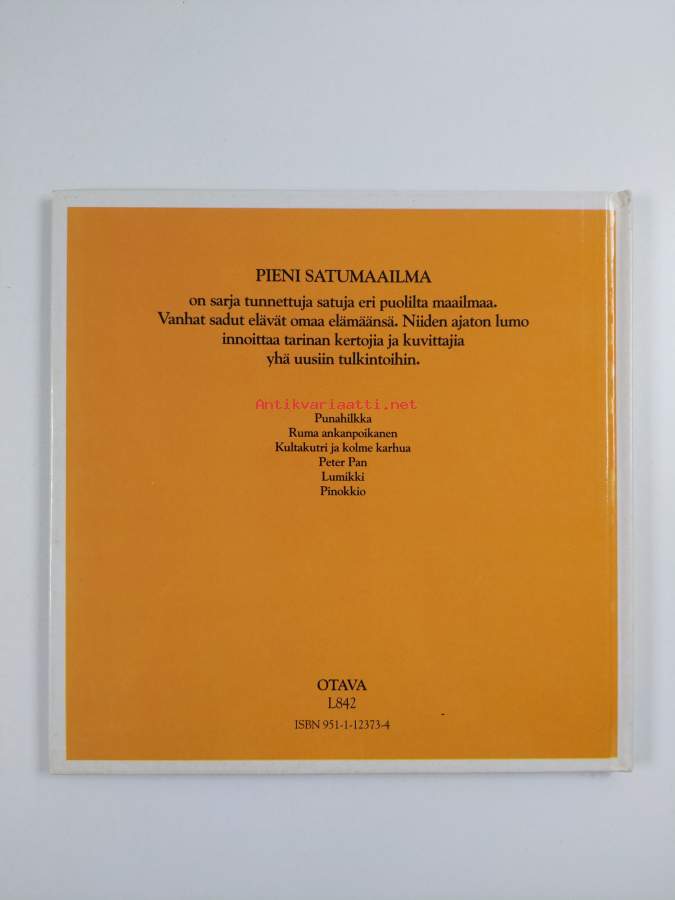 PIENI SATUMAAILMA
on sarja tunnettuja satuja eri puolilta maailmaa.
Vanhat sadut elävät omaa elämäänsä. Niiden ajaton lumo
innoittaa tarinan kertojia ja kuvittajia
yhä uusiin tulkintoihin.
Antikvariaatti.net
Punahilkka
Ruma ankanpoikanen
Kultakutri ja kolme karhua
Peter Pan
Lumikki
Pinokkio
OTAVA
L842
ISBN 951-1-12373-4